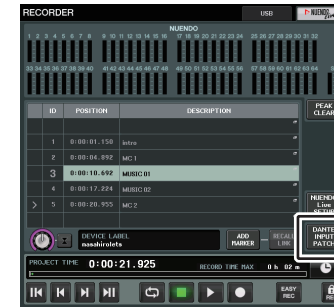 RECORDER
USB
NUENDO
NUENDO
1 2 3 4 5 6 7 8 9 10 11 12 13 14 15 16 17 18 19 20 21 22 23 24 25 26 27 28 29 30 31
33 34 35 36 37 38 39 40 41 42 43 44 45 46 47 48 49 50 51 52 53 54 55 56 57 58 59 60 61 62 63 64
ID POSITION DESCRIPTION
PEAK
CLEAR
1 0:00:01.150 intro
2 0:00:04.892 MC 1
3 0:00:10.692 MUSIC 01
4 0:00:17.224 MUSIC 02
5 0:00:20.955 MC 2
NUENDO
Live
SETUP
DEVICE LABEL
nasahirolets
ADD
MARKER
RECALL
LINK
DANTE
INPUT
PATCH
PROJECT TIME 0:00:21.925 RECORD TIME MAX. 0 h 02 m
EASY
REC